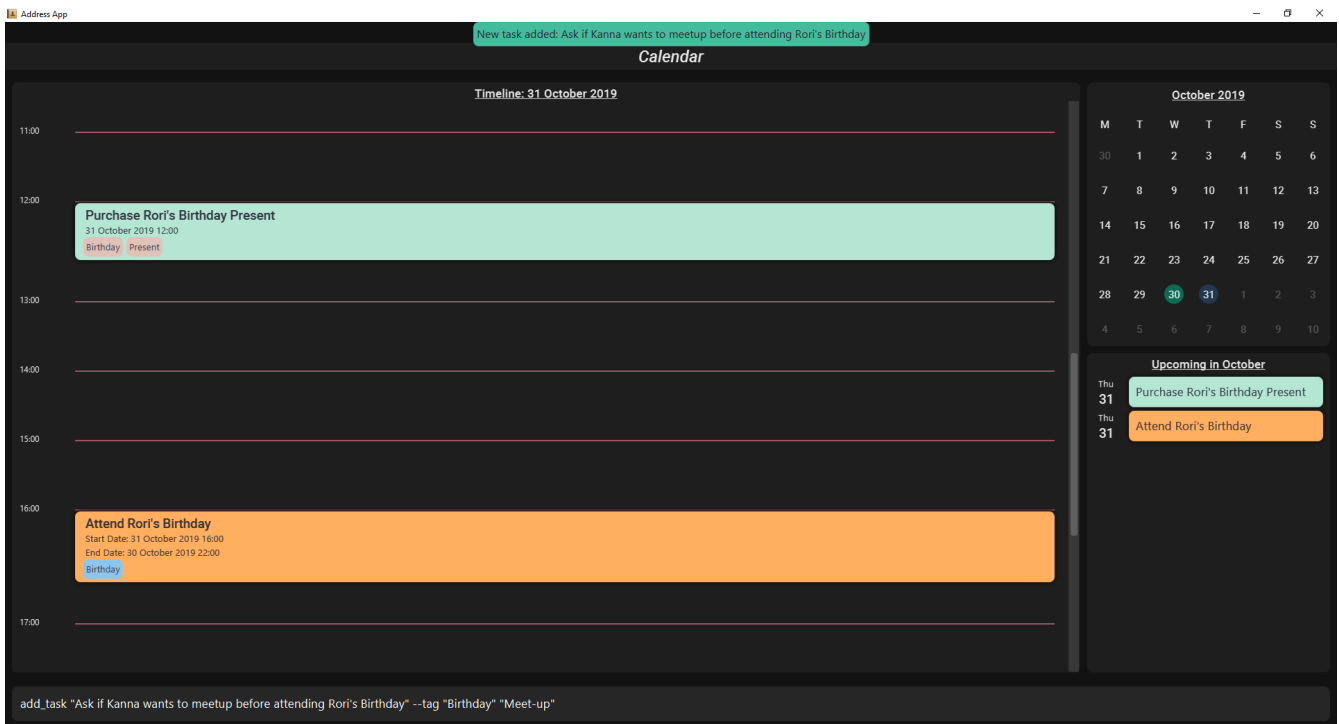 Address App
New task added: Ask if Kanna wants to meetup before attending Rori's Birthday
Calendar
Timeline: 31 October 2019
11:00
12:00
Purchase Rori's Birthday Present
31 October 2019 12:00
Birthday Present
13:00
14:00
15:00
16:00
Attend Rori's Birthday
Start Date: 31 October 2019 16:00
End Date: 30 October 2019 22:00
Birthday
17:00
October 2019
M T W T F S S
30 1 2 3 4 5 6
7 8 9 10 11 12 13
14 15 16 17 18 19 20
21 22 23 24 25 26 27
28 29 30 31 1 2 3
4 5 6 7 8 9 10
Upcoming in October
Thu
31
Purchase Rori's Birthday Present
Thu
31
Attend Rori's Birthday
add_task "Ask if Kanna wants to meetup before attending Rori's Birthday" --tag "Birthday" "Meet-up"